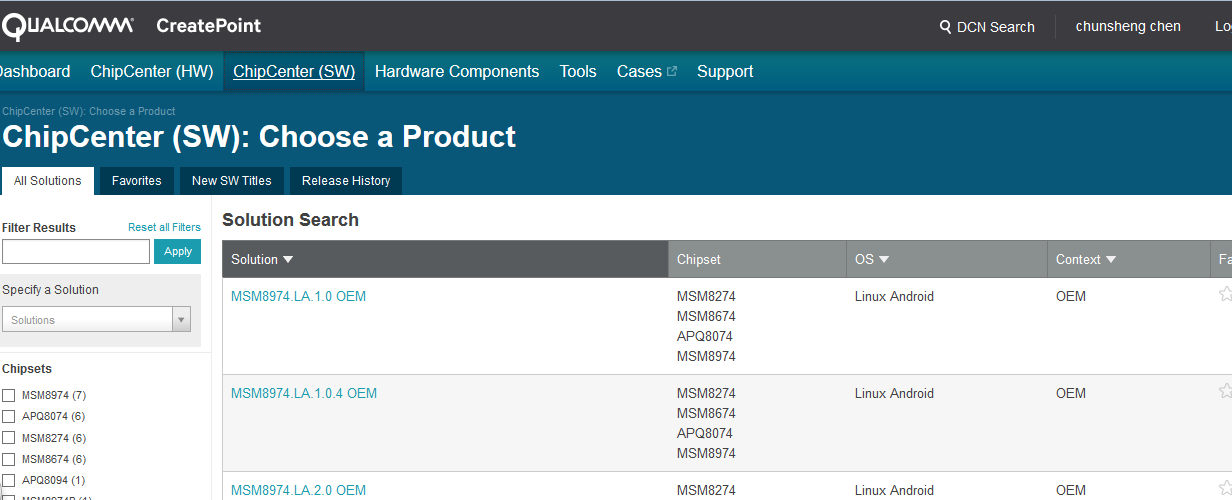 QUALCOMM CreatePoint DCN Search chunsheng chen Lo
Dashboard ChipCenter (HW) ChipCenter (SW) Hardware Components Tools Cases Support
ChipCenter (SW): Choose a Product
ChipCenter (SW): Choose a Product
All Solutions Favorites New SW Titles Release History
Filter Results Reset all Filters
Apply
Specify a Solution
Solutions
Chipsets
MSM8974 (7)
APQ8074 (6)
MSM8274 (6)
MSM8674 (6)
APQ8094 (1)
Solution Search
Solution Chipset OS Context Fa
MSM8974.LA.1.0 OEM MSM8274 Linux Android OEM
MSM8674
APQ8074
MSM8974
MSM8974.LA.1.0.4 OEM MSM8274 Linux Android OEM
MSM8674
APQ8074
MSM8974
MSM8974.LA.2.0 OEM MSM8274 Linux Android OEM